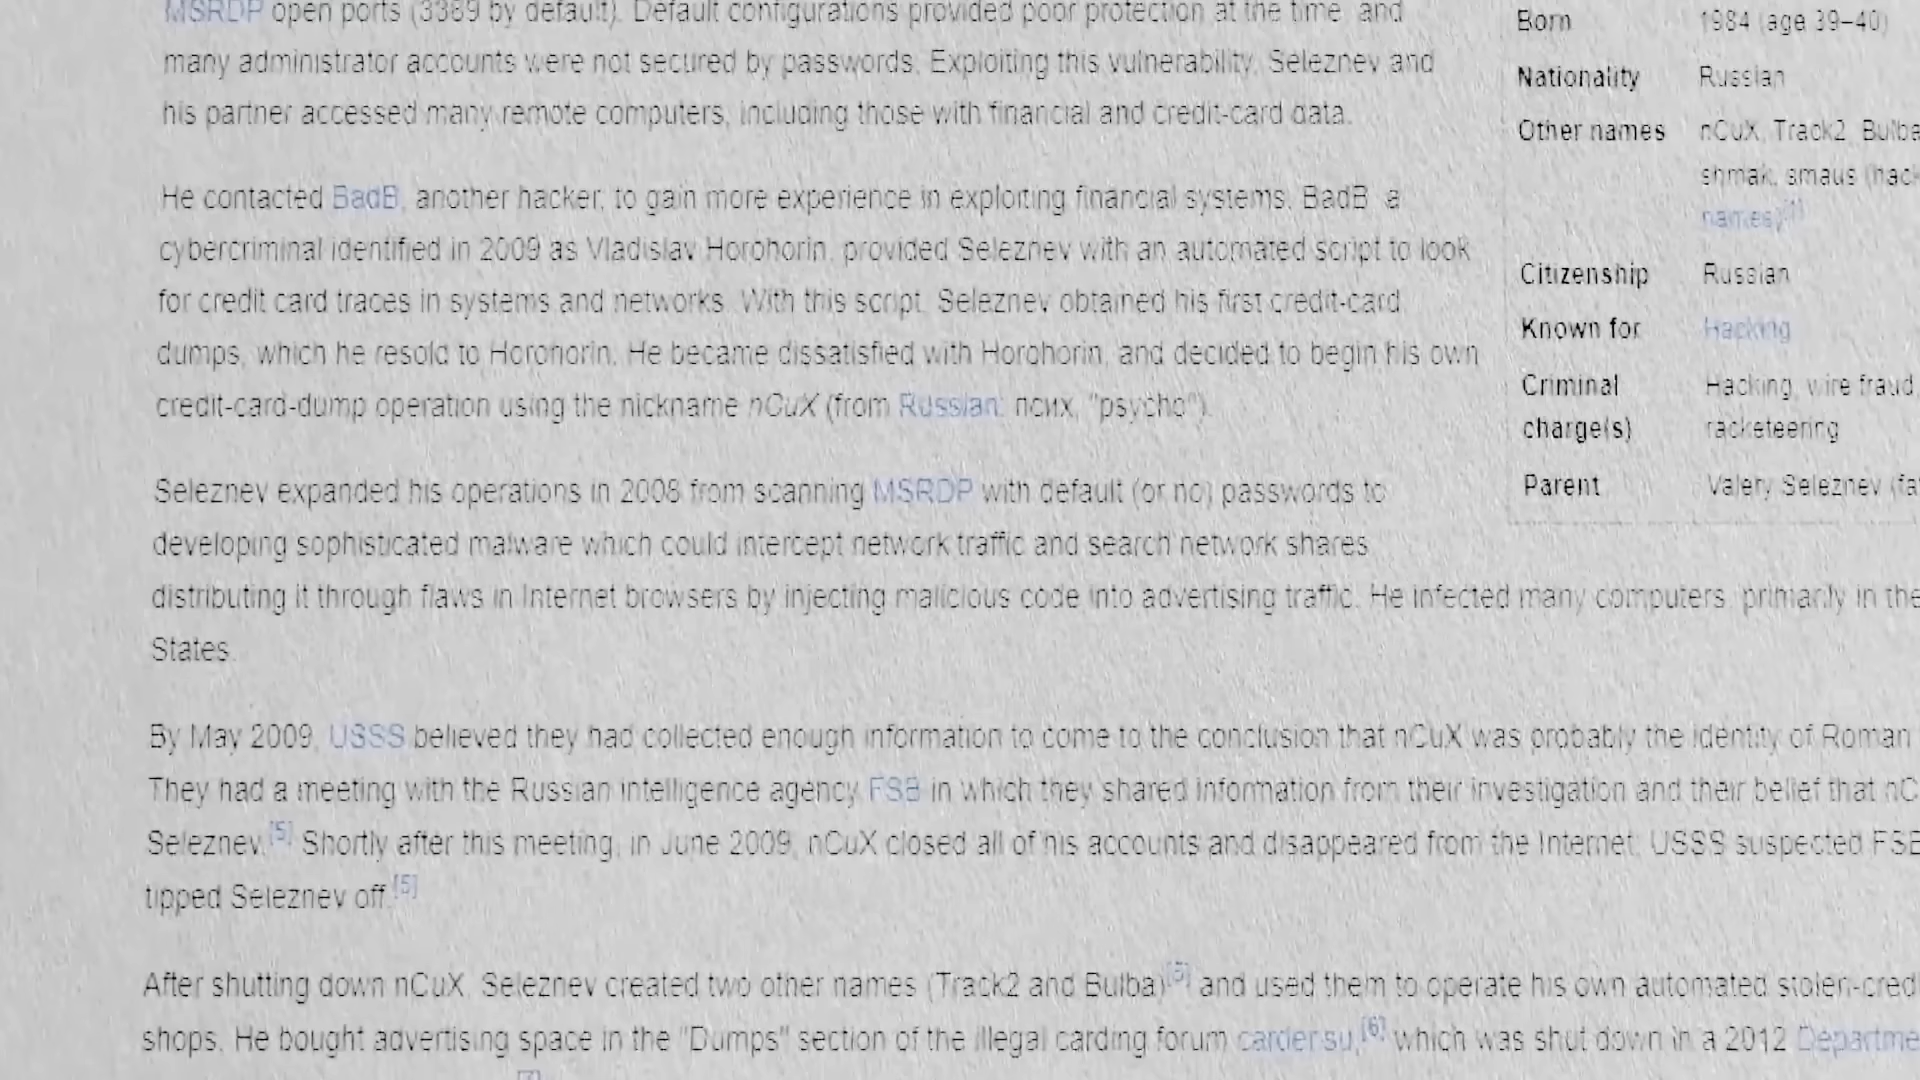 MSRDP open ports (3389 by default). Default configurations provided poor protection at the time, and
many administrator accounts were not secured by passwords. Exploiting this vulnerability, Seleznev and
his partner accessed many remote computers, including those with financial and credit-card data.
He contacted BadB, another hacker, to gain more experience in exploiting financial systems. BadB, a
cybercriminal identified in 2009 as Vladislav Horohorin, provided Seleznev with an automated script to look
for credit card traces in systems and networks. With this script, Seleznev obtained his first credit-card
dumps, which he resold to Horohorin. He became dissatisfied with Horohorin, and decided to begin his own
credit-card-dump operation using the nickname nCuX (from Russian: псих, "psycho").
Seleznev expanded his operations in 2008 from scanning MSRDP with default (or no) passwords to
developing sophisticated malware which could intercept network traffic and search network shares,
distributing it through flaws in Internet browsers by injecting malicious code into advertising traffic. He infected many computers, primarily in the
States.
By May 2009, USSS believed they had collected enough information to come to the conclusion that nCuX was probably the identity of Roman
They had a meeting with the Russian intelligence agency FSB in which they shared information from their investigation and their belief that nC
Seleznev.[5] Shortly after this meeting, in June 2009, nCuX closed all of his accounts and disappeared from the Internet; USSS suspected FSB
tipped Seleznev off.[5]
After shutting down nCuX, Seleznev created two other names (Track2 and Bulba)[5] and used them to operate his own automated stolen-cred
shops. He bought advertising space in the "Dumps" section of the illegal carding forum carder.su,[6] which was shut down in a 2012 Departme
[7]
Born 1984 (age 39–40)
Nationality Russian
Other names nCuX, Track2, Bulba
shmak, smaus (hack
names)[1]
Citizenship Russian
Known for Hacking
Criminal Hacking, wire fraud,
charge(s) racketeering
Parent Valery Seleznev (fa